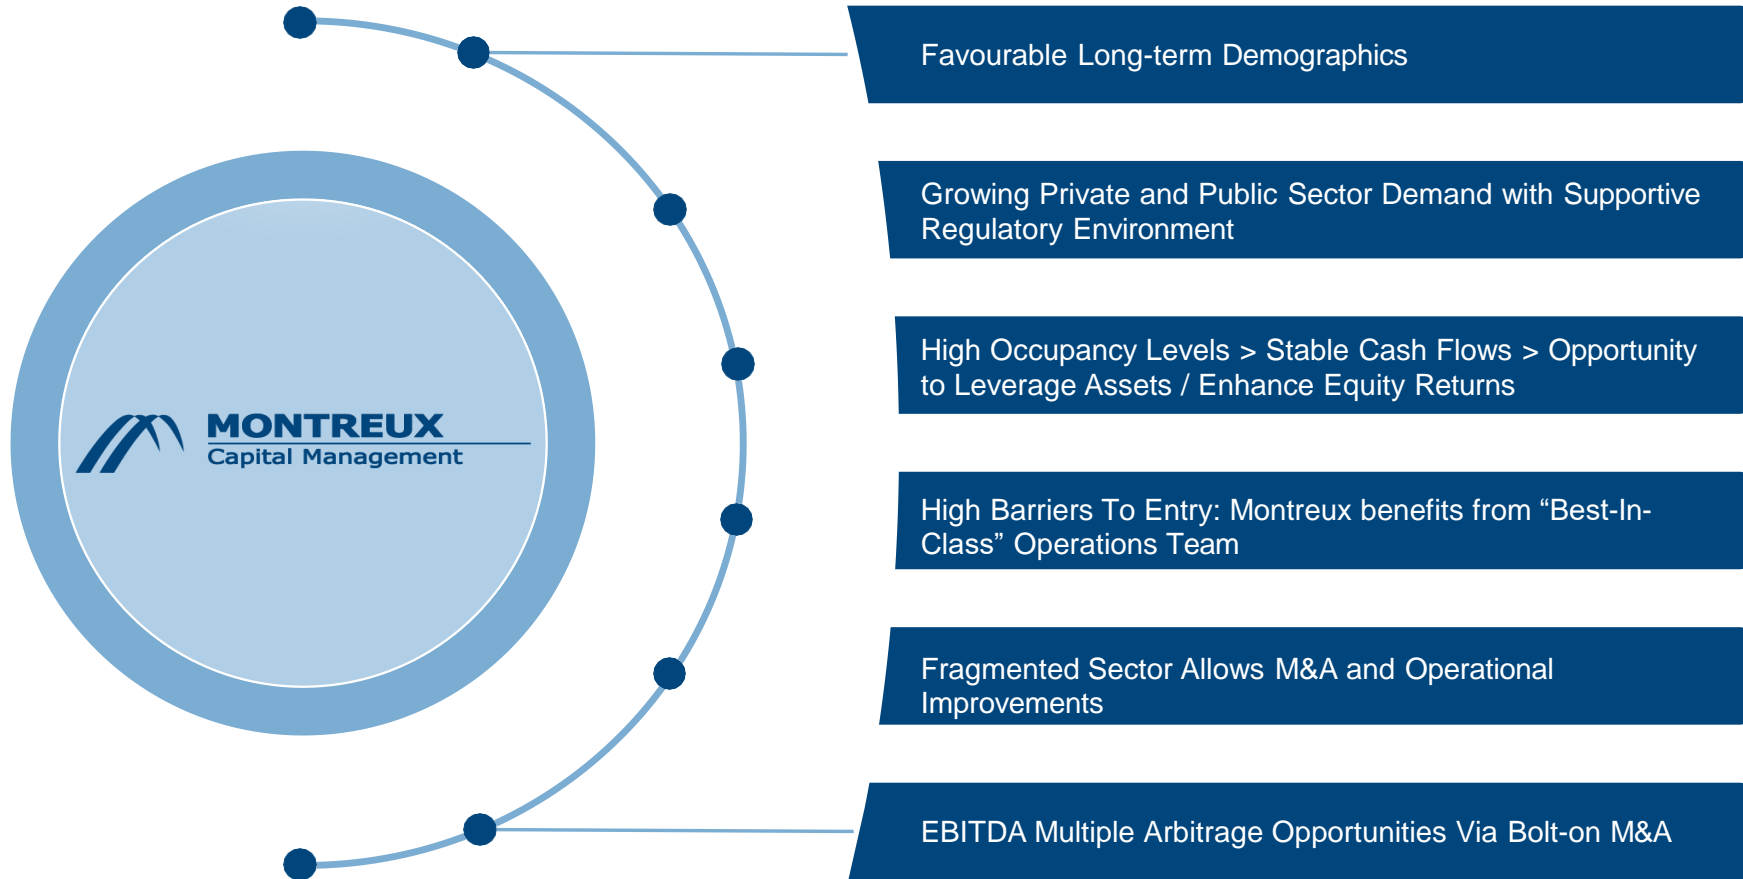 MONTREUX
Capital Management
Favourable Long-term Demographics
Growing Private and Public Sector Demand with Supportive
Regulatory Environment
High Occupancy Levels > Stable Cash Flows > Opportunity
to Leverage Assets / Enhance Equity Returns
High Barriers To Entry: Montreux benefits from “Best-In-
Class” Operations Team
Fragmented Sector Allows M&A and Operational
Improvements
EBITDA Multiple Arbitrage Opportunities Via Bolt-on M&A